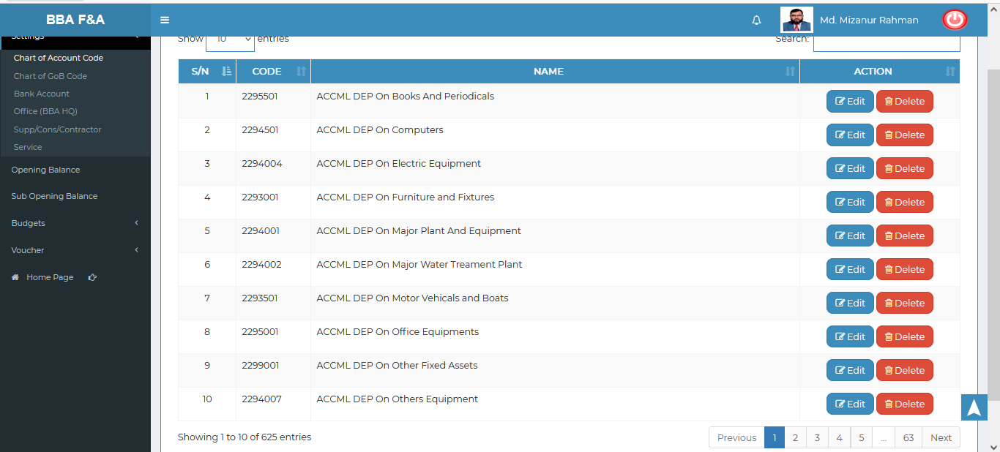 BBA F&A
Md. Mizanur Rahman
Settings
Chart of Account Code
Chart of GoB Code
Bank Account
Office (BBA HQ)
Supp/Cons/Contractor
Service
Opening Balance
Sub Opening Balance
Budgets
Voucher
Home Page
Show 10 entries
Search:
S/N CODE NAME ACTION
1 2295501 ACCML DEP On Books And Periodicals Edit Delete
2 2294501 ACCML DEP On Computers Edit Delete
3 2294004 ACCML DEP On Electric Equipment Edit Delete
4 2293001 ACCML DEP On Furniture and Fixtures Edit Delete
5 2294001 ACCML DEP On Major Plant And Equipment Edit Delete
6 2294002 ACCML DEP On Major Water Treament Plant Edit Delete
7 2293501 ACCML DEP On Motor Vehicals and Boats Edit Delete
8 2295001 ACCML DEP On Office Equipments Edit Delete
9 2299001 ACCML DEP On Other Fixed Assets Edit Delete
10 2294007 ACCML DEP On Others Equipment Edit Delete
Showing 1 to 10 of 625 entries
Previous 1 2 3 4 5 ... 63 Next